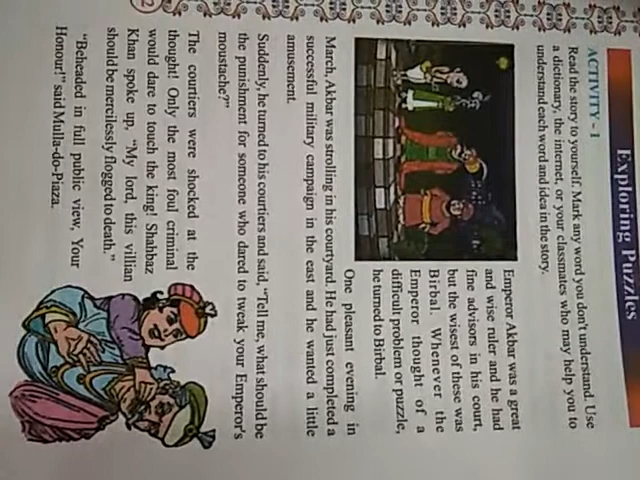 Exploring Puzzles
ACTIVITY - 1
Read the story to yourself. Mark any word you don't understand. Use
a dictionary, the internet, or your classmates who may help you to
understand each word and idea in the story.
Emperor Akbar was a great
and wise ruler and he had
fine advisors in his court,
but the wisest of these was
Birbal. Whenever the
Emperor thought of a
difficult problem or puzzle,
he turned to Birbal.
One pleasant evening in
March, Akbar was strolling in his courtyard. He had just completed a
successful military campaign in the east and he wanted a little
amusement.
Suddenly, he turned to his courtiers and said, "Tell me, what should be
the punishment for someone who dared to tweak your Emperor's
moustache?"
The courtiers were shocked at the
thought! Only the most foul criminal
would dare to touch the king! Shahbaz
Khan spoke up, "My lord, this villian
should be mercilessly flogged to death."
"Beheaded in full public view, Your
Honour!" said Mulla-do-Piaza.